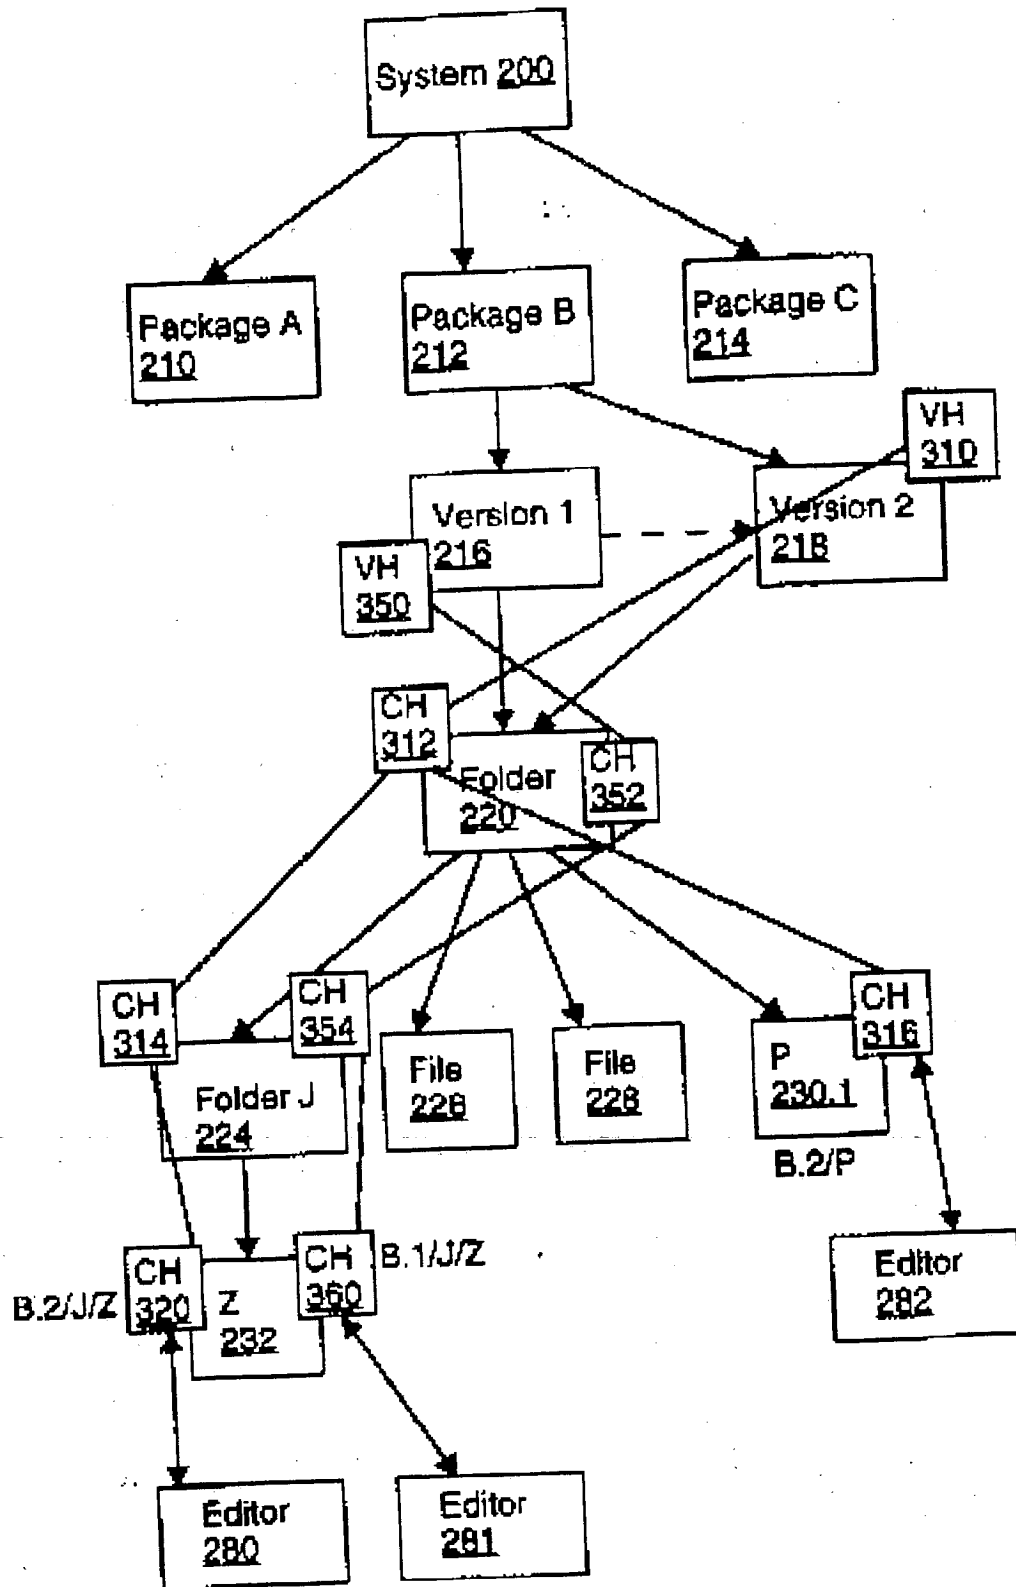 System 200
Package A
210
Package B
212
Package C
214
VH
310
Version 1
216
Version 2
218
VH
350
CH
312
Folder
220
CH
352
CH
314
CH
354
CH
316
Folder J
224
File
226
File
228
P
230.1
B.2/P
CH
320
B.2/J/Z
Z
232
CH
360
B.1/J/Z
Editor
282
Editor
280
Editor
281